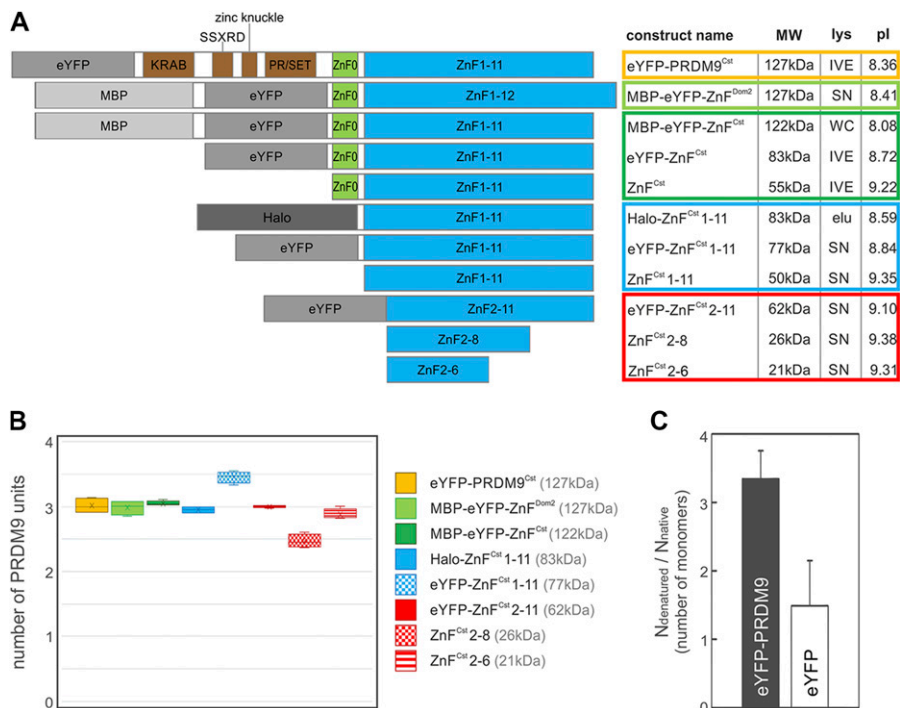 A
zinc knuckle
SSXRD
eYFP KRAB PR/SET ZnF0 ZnF1-11
MBP eYFP ZnF0 ZnF1-12
MBP eYFP ZnF0 ZnF1-11
eYFP ZnF0 ZnF1-11
ZnF0 ZnF1-11
Halo ZnF1-11
eYFP ZnF1-11
ZnF1-11
eYFP ZnF2-11
ZnF2-8
ZnF2-6
construct name MW lys pI
eYFP-PRDM9Cst 127kDa IVE 8.36
MBP-eYFP-ZnFDom2 127kDa SN 8.41
MBP-eYFP-ZnFCst 122kDa WC 8.08
eYFP-ZnFCst 83kDa IVE 8.72
ZnFCst 55kDa IVE 9.22
Halo-ZnFCst 1-11 83kDa elu 8.59
eYFP-ZnFCst 1-11 77kDa SN 8.84
ZnFCst 1-11 50kDa SN 9.35
eYFP-ZnFCst 2-11 62kDa SN 9.10
ZnFCst 2-8 26kDa SN 9.38
ZnFCst 2-6 21kDa SN 9.31
B
number of PRDM9 units
4
3
2
1
0
eYFP-PRDM9Cst (127kDa)
MBP-eYFP-ZnFDom2 (127kDa)
MBP-eYFP-ZnFCst (122kDa)
Halo-ZnFCst 1-11 (83kDa)
eYFP-ZnFCst 1-11 (77kDa)
eYFP-ZnFCst 2-11 (62kDa)
ZnFCst 2-8 (26kDa)
ZnFCst 2-6 (21kDa)
C
Ndenatured / Nnative
(number of monomers)
4
3
2
1
0
eYFP-PRDM9
eYFP